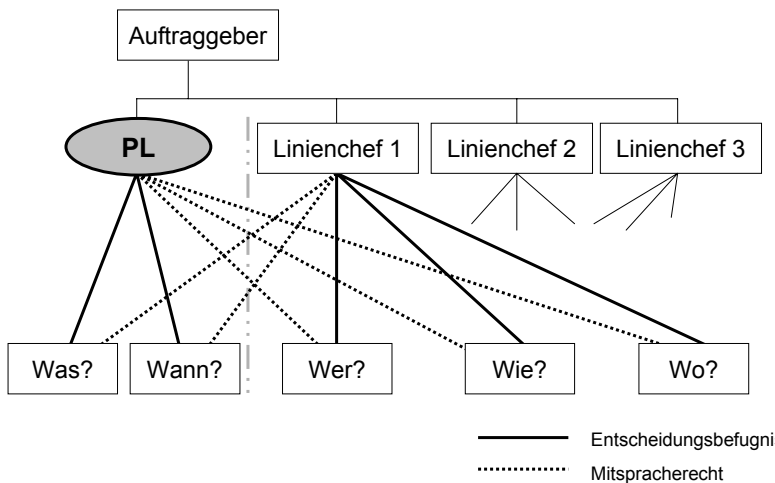 Auftraggeber
PL
Linienchef 1
Linienchef 2
Linienchef 3
Was?
Wann?
Wer?
Wie?
Wo?
Entscheidungsbefugni
Mitspracherecht